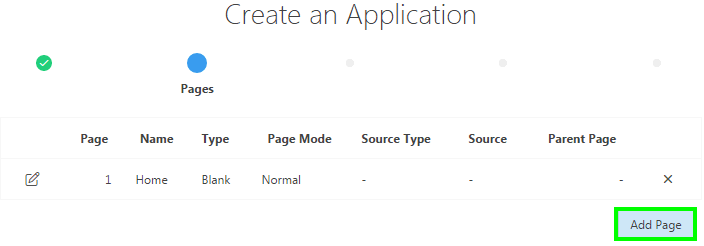 Create an Application
Pages
Page Name Type Page Mode Source Type Source Parent Page
1 Home Blank Normal - - -
Add Page